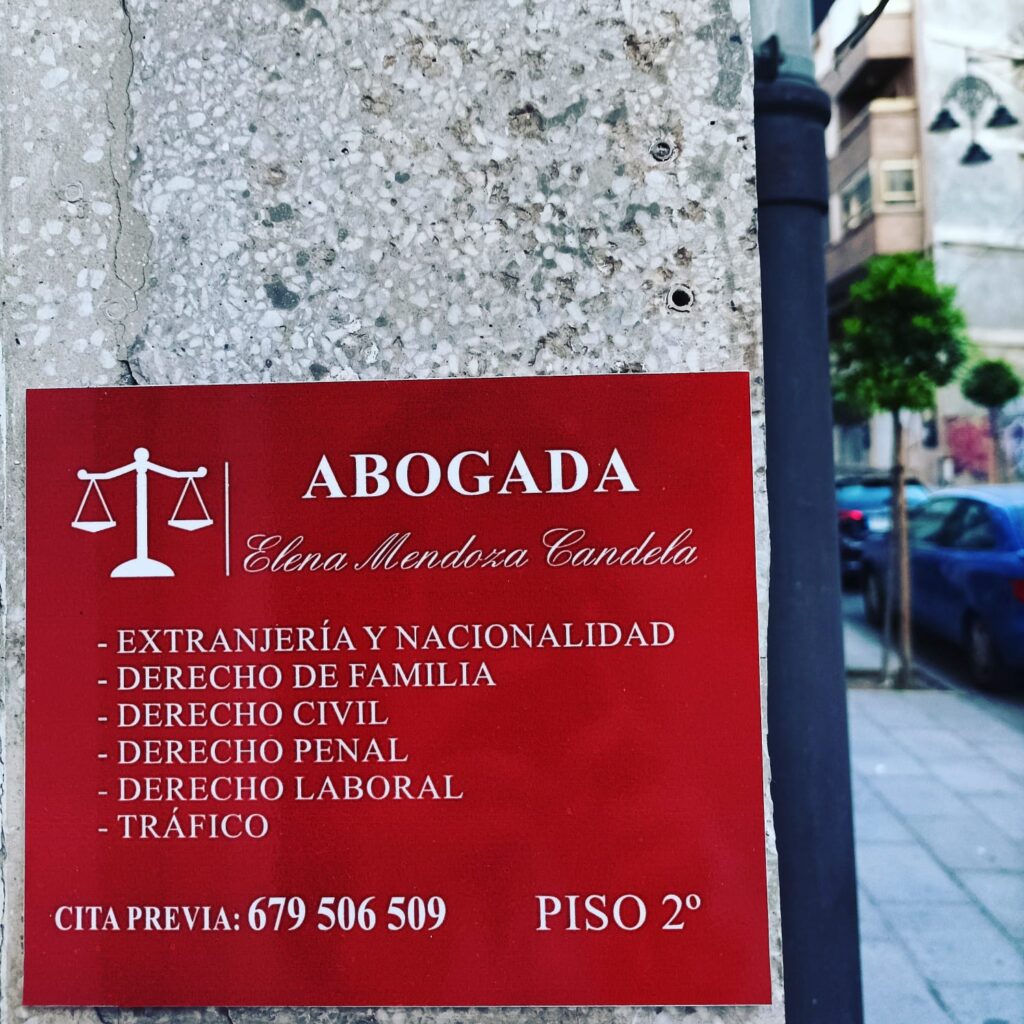 ABOGADA
Elena Mendoza Candela
- EXTRANJERÍA Y NACIONALIDAD
- DERECHO DE FAMILIA
- DERECHO CIVIL
- DERECHO PENAL
- DERECHO LABORAL
- TRÁFICO
CITA PREVIA: 679 506 509 PISO 2º